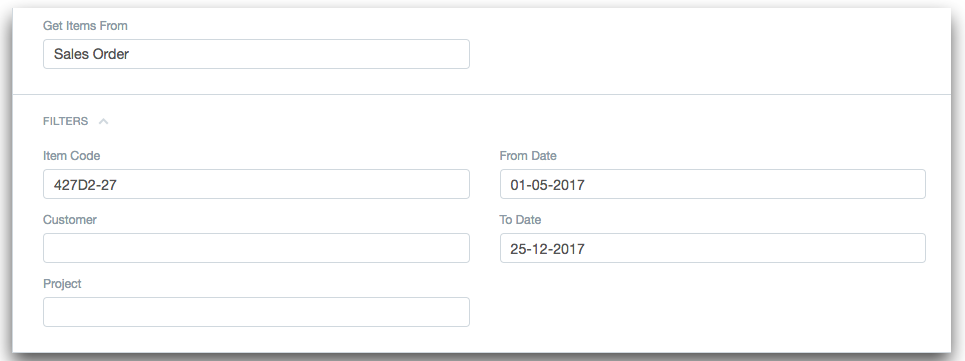 Get Items From
Sales Order
FILTERS
Item Code
427D2-27
From Date
01-05-2017
Customer
To Date
25-12-2017
Project